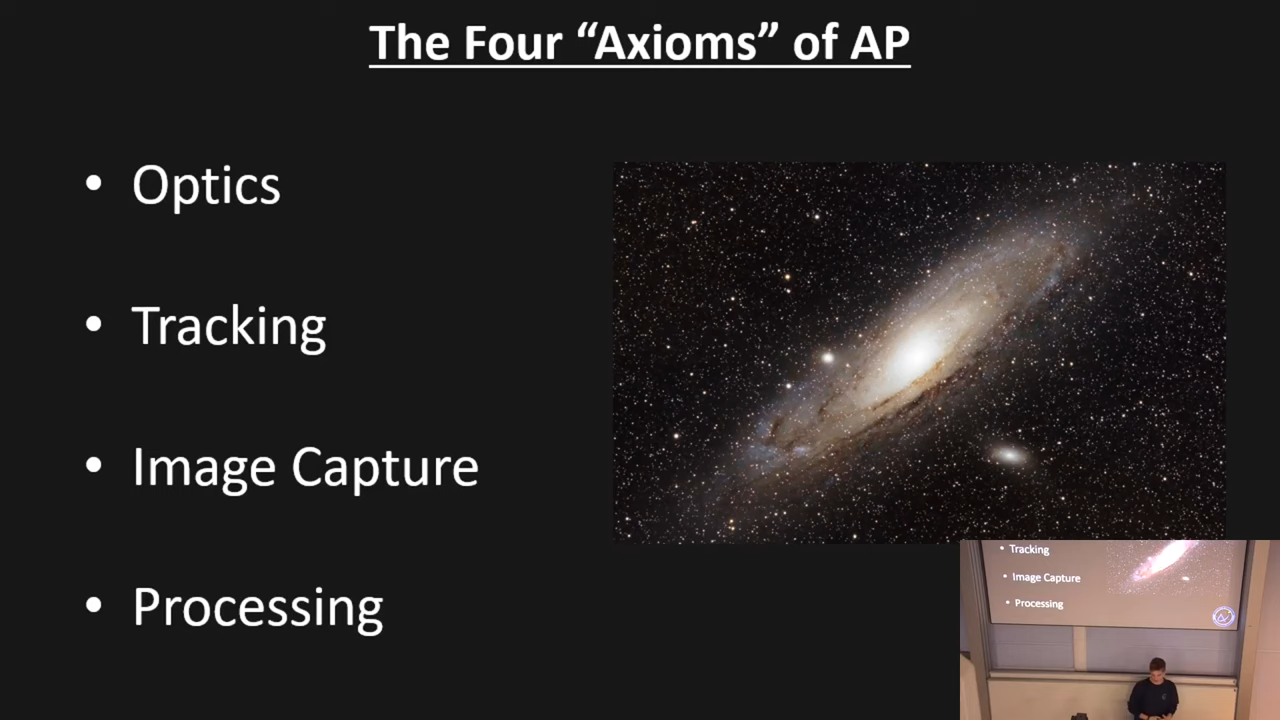 The Four “Axioms” of AP
• Optics
• Tracking
• Image Capture
• Processing
• Tracking
• Image Capture
• Processing